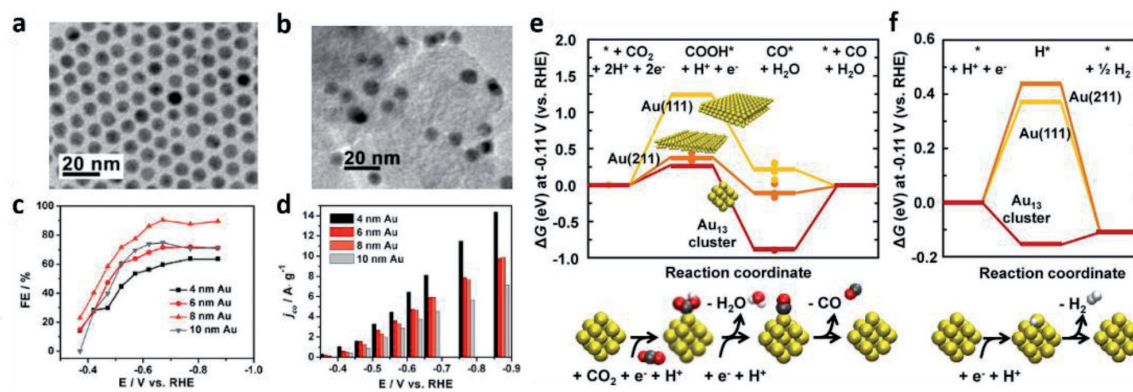 a
20 nm
b
20 nm
c
FE / %
100
80
60
40
20
0
4 nm Au
6 nm Au
8 nm Au
10 nm Au
-0.4 -0.6 -0.8 -1.0
E / V vs. RHE
d
j_CO / A· g⁻¹
14
12
10
8
6
4
2
0
4 nm Au
6 nm Au
8 nm Au
10 nm Au
-0.4 -0.5 -0.6 -0.7 -0.8 -0.9
E / V vs. RHE
e
ΔG (eV) at -0.11 V (vs. RHE)
2.0
1.5
1.0
0.5
0.0
-0.5
-1.0
* + CO₂ COOH* CO* * + CO
+ 2H⁺ + 2e⁻ + H⁺ + e⁻ + H₂O + H₂O
Au(111)
Au(211)
Au₁₃
cluster
Reaction coordinate
- H₂O - CO
+ CO₂ + e⁻ + H⁺ + e⁻ + H⁺
f
ΔG (eV) at -0.11 V (vs. RHE)
0.6
0.4
0.2
0.0
-0.2
* H* *
+ H⁺ + e⁻ + ½ H₂
Au(211)
Au(111)
Au₁₃
cluster
Reaction coordinate
- H₂
+ e⁻ + H⁺